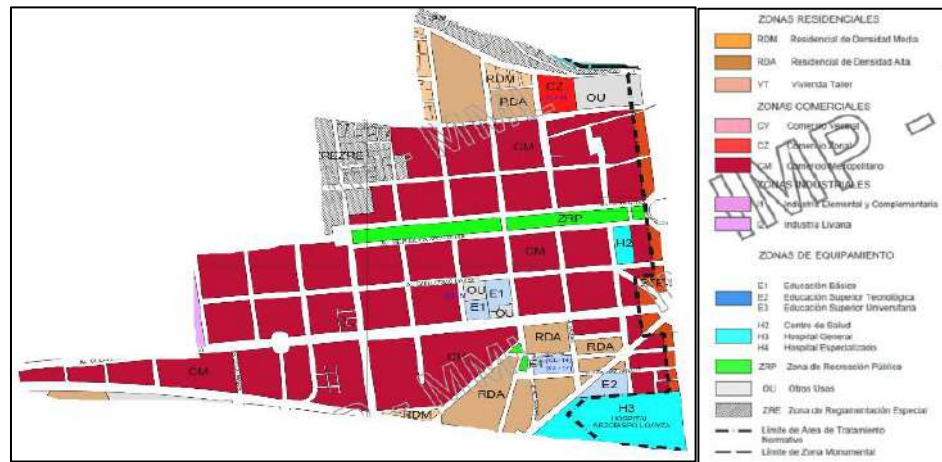 RDM
RDA
CZ
OU
CM
ZRE
ZRP
H2
CM
OU
E1
E1
OU
RDA
RDA
E1
CM
RDA
E2
RDM
H3
HOSPITAL
ARZOBISPO LOAYZA
ZONAS RESIDENCIALES
RDM Residencial de Densidad Media
RDA Residencial de Densidad Alta
VT Vivienda Taller
ZONAS COMERCIALES
CV Comercio Vecinal
CZ Comercio Zonal
CM Comercio Metropolitano
ZONAS INDUSTRIALES
I1 Industria Elemental y Complementaria
I2 Industria Liviana
IMP -
ZONAS DE EQUIPAMIENTO
E1 Educación Básica
E2 Educación Superior Tecnológica
E3 Educación Superior Universitaria
H2 Centro de Salud
H3 Hospital General
H4 Hospital Especializado
ZRP Zona de Recreación Pública
OU Otros Usos
ZRE Zona de Reglamentación Especial
Límite de Area de Tratamiento
Normativo
Límite de Zona Monumental